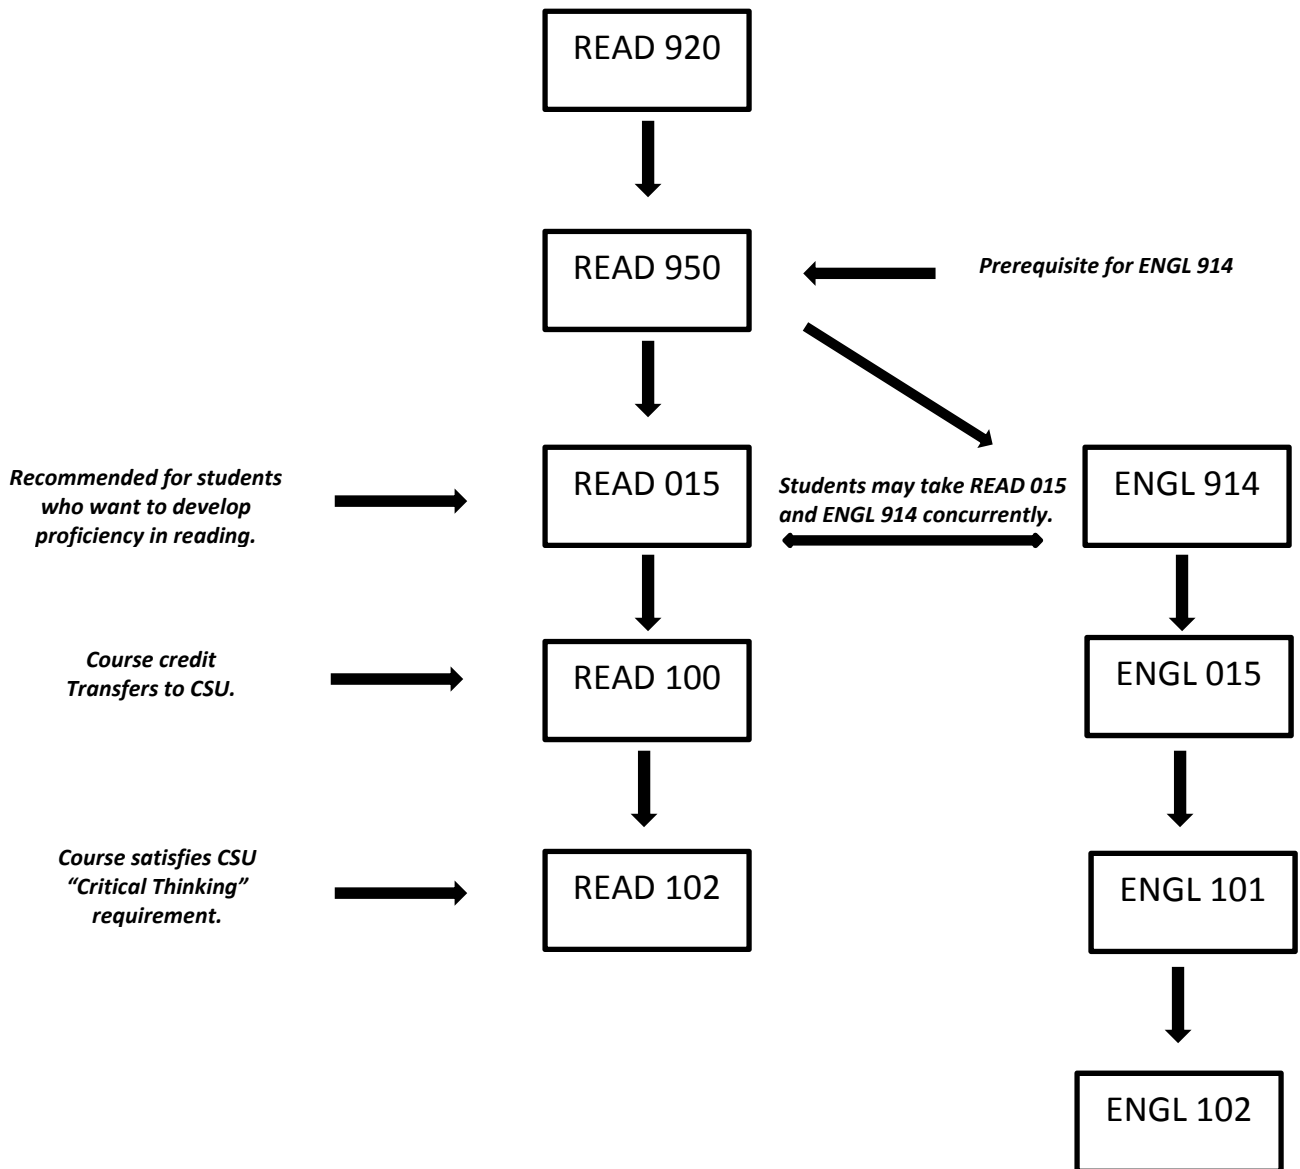 READ 920
READ 950
Prerequisite for ENGL 914
Recommended for students
who want to develop
proficiency in reading.
READ 015
Students may take READ 015
and ENGL 914 concurrently.
ENGL 914
Course credit
Transfers to CSU.
READ 100
ENGL 015
Course satisfies CSU
“Critical Thinking”
requirement.
READ 102
ENGL 101
ENGL 102